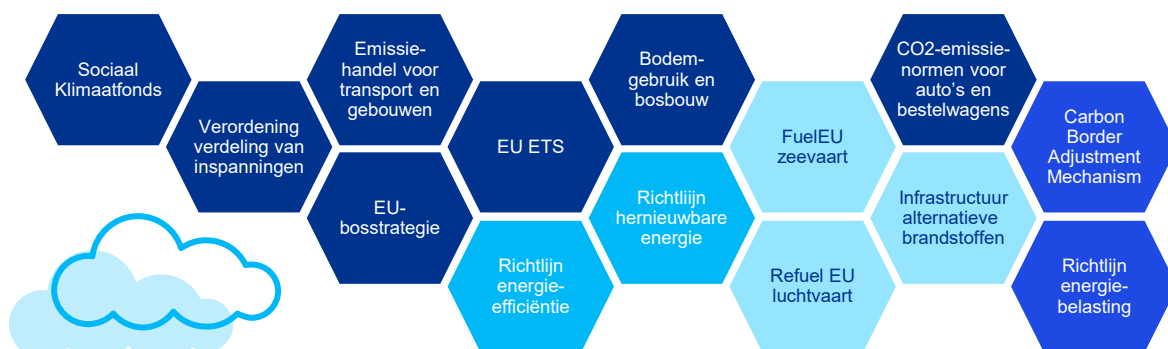 Sociaal
Klimaatfonds
Verordening
verdeling van
inspanningen
Emissie-
handel voor
transport en
gebouwen
EU-
bosstrategie
EU ETS
Richtlijn
energie-
efficiëntie
Bodem-
gebruik en
bosbouw
Richtliijn
hernieuwbare
energie
FuelEU
zeevaart
Refuel EU
luchtvaart
CO2-emissie-
normen voor
auto's en
bestelwagens
Infrastructuur
alternatieve
brandstoffen
Carbon
Border
Adjustment
Mechanism
Richtlijn
energie-
belasting